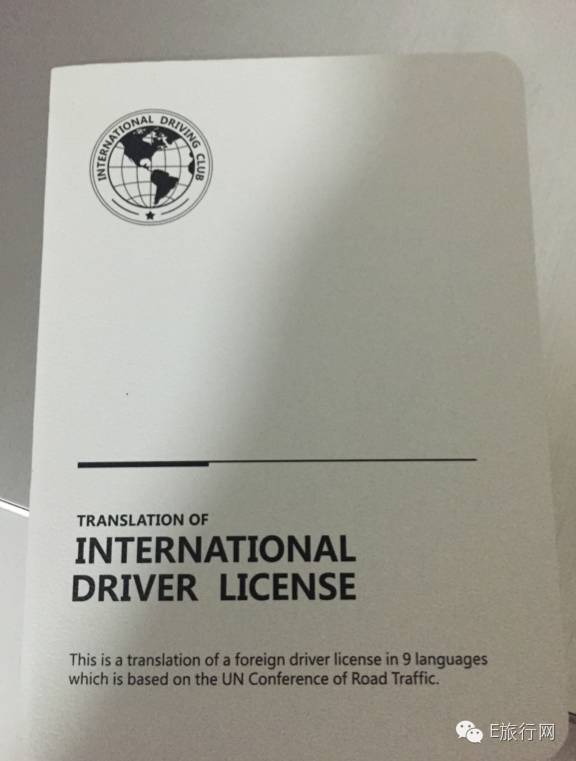 INTERNATIONAL DRIVING CLUB
TRANSLATION OF
INTERNATIONAL
DRIVER LICENSE
This is a translation of a foreign driver license in 9 languages
which is based on the UN Conference of Road Traffic.
E旅行网